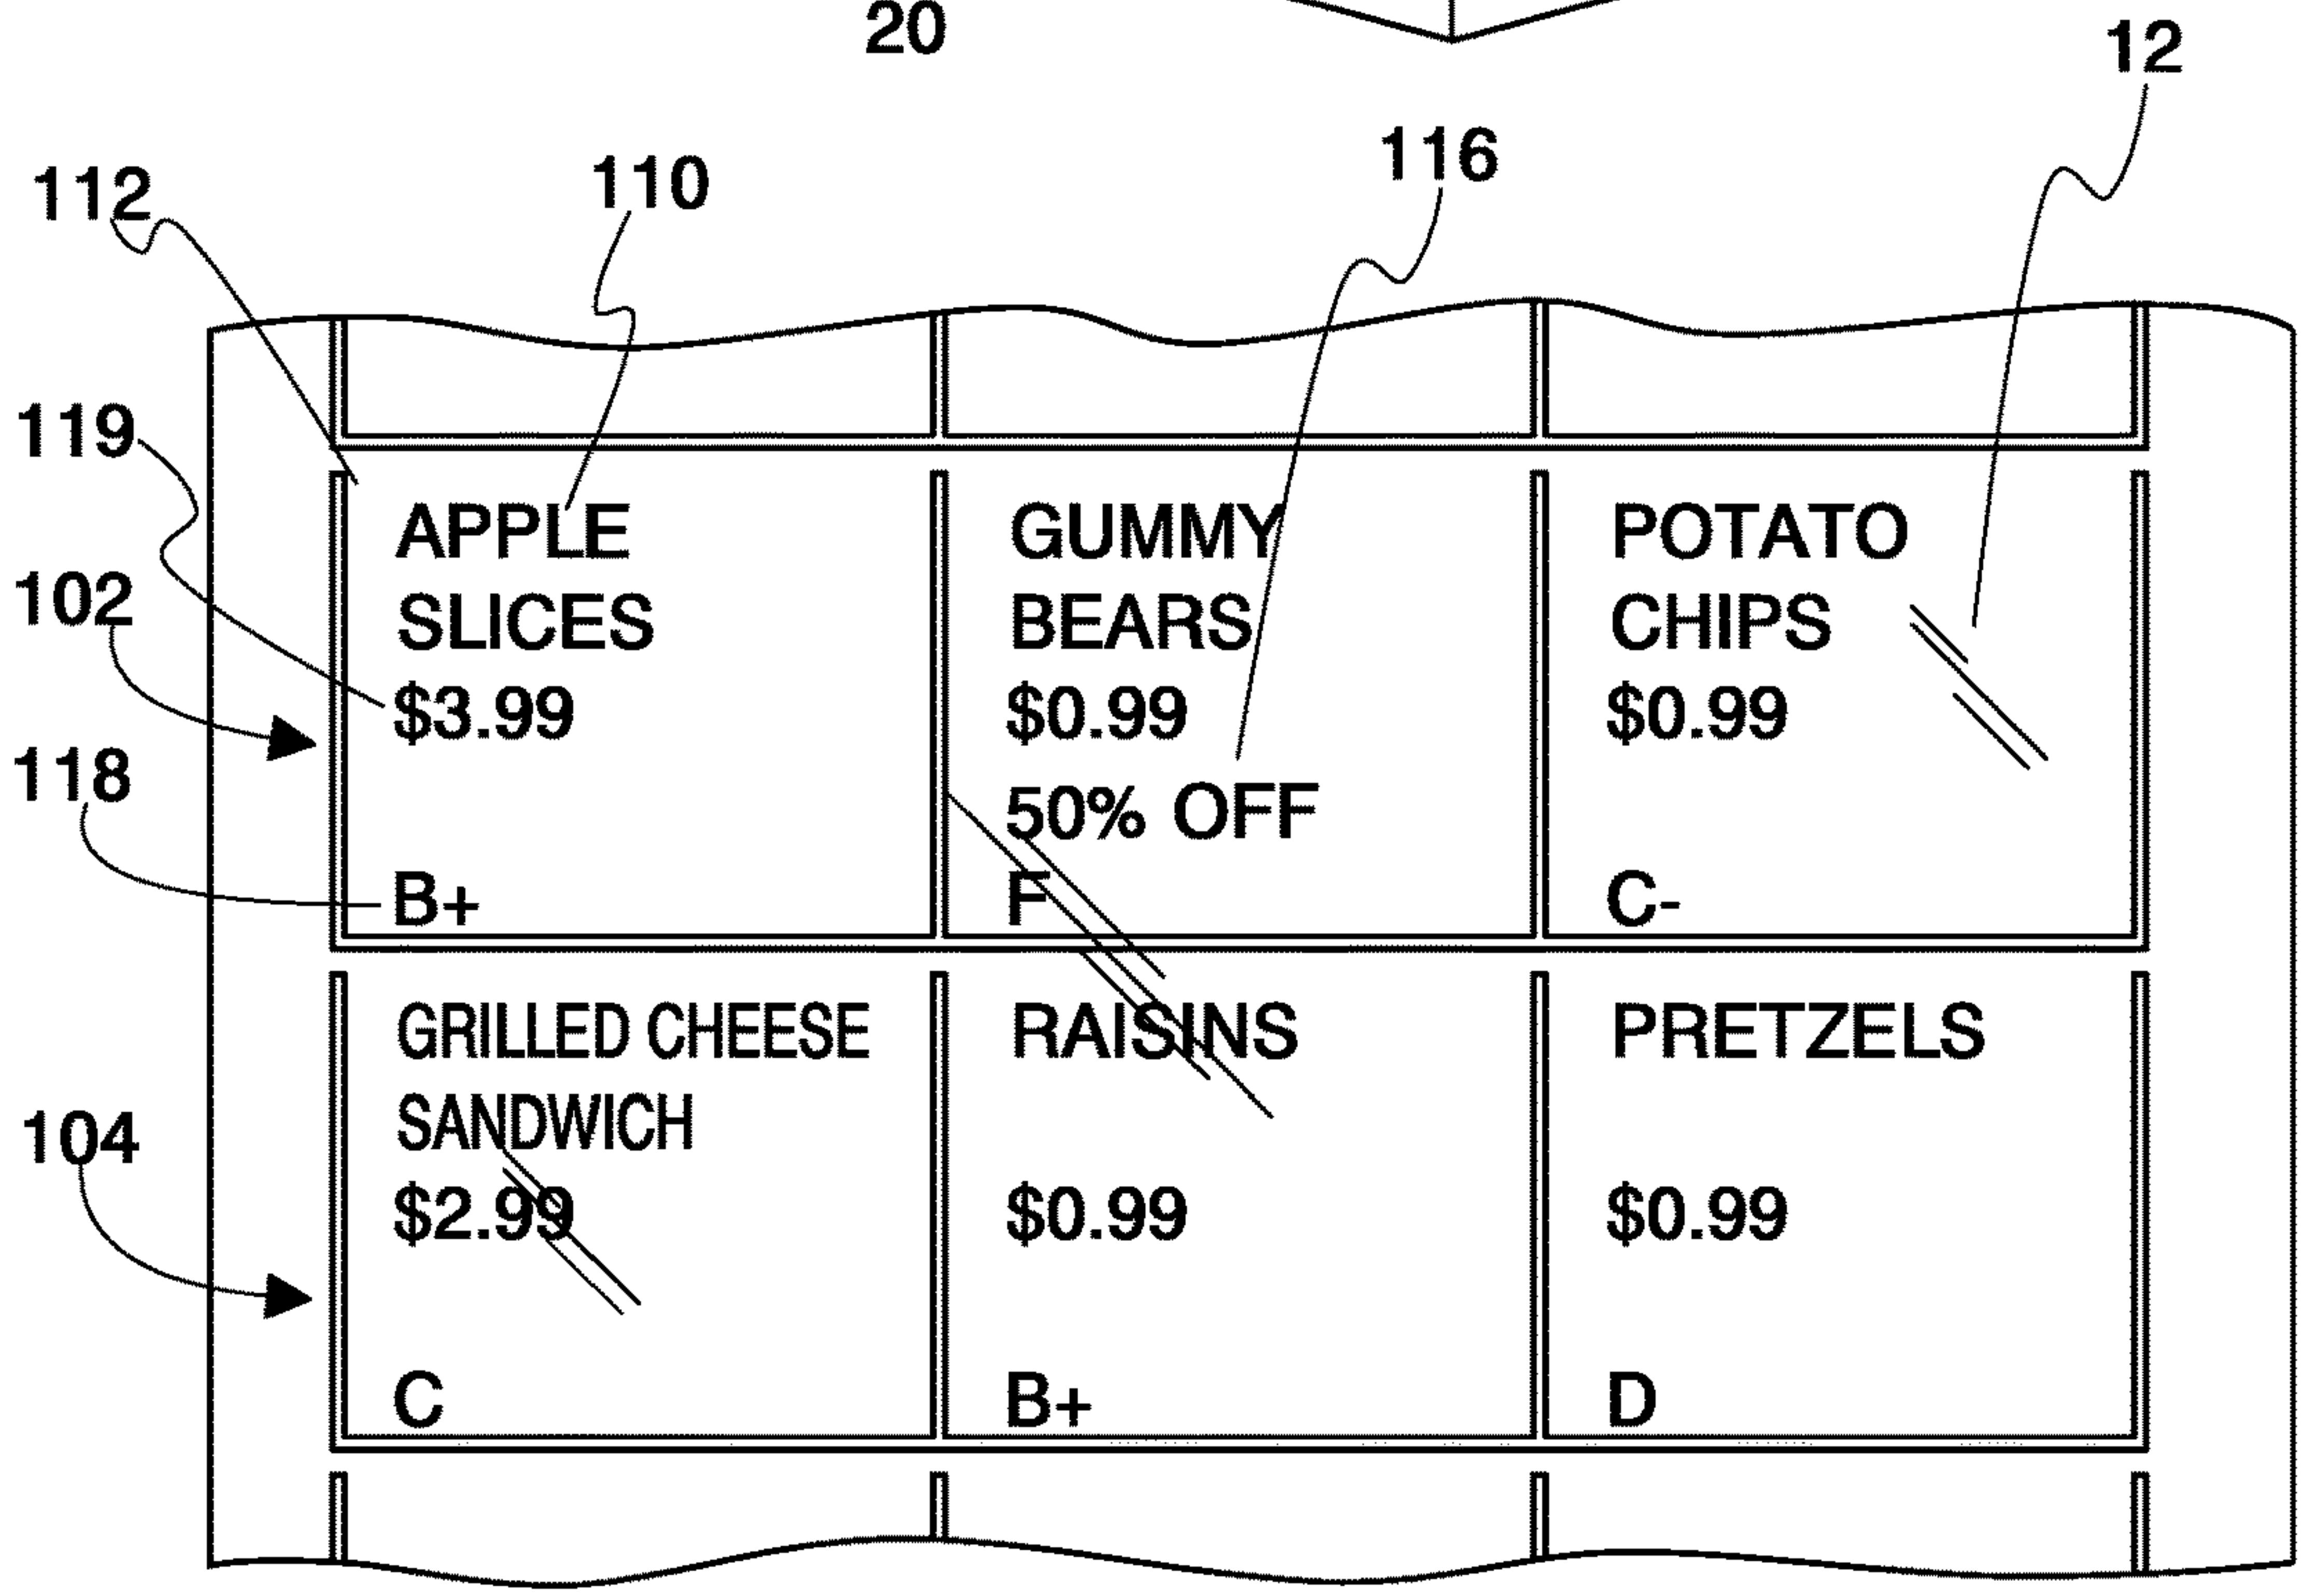 20
12
116
110
112
119
102
118
104
APPLE
SLICES
$3.99
B+
GUMMY
BEARS
$0.99
50% OFF
F
POTATO
CHIPS
$0.99
C-
GRILLED CHEESE
SANDWICH
$2.99
C
RAISINS
$0.99
B+
PRETZELS
$0.99
D